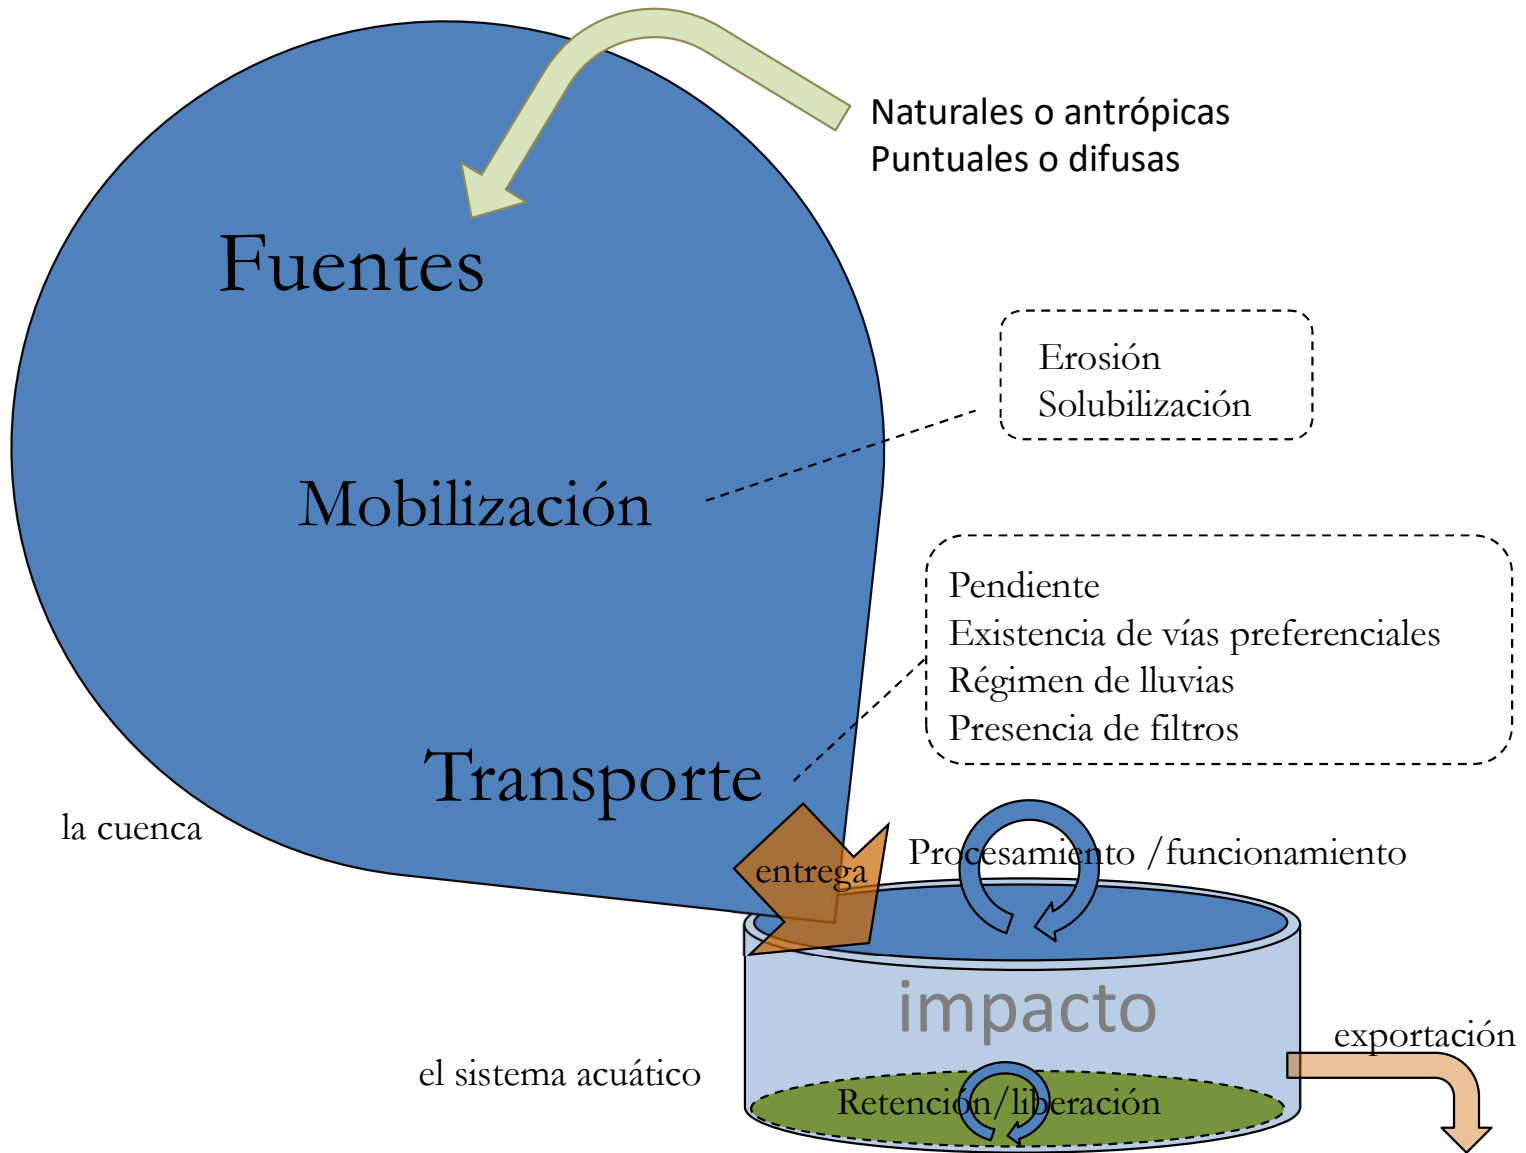 Naturales o antrópicas
Puntuales o difusas
Fuentes
Erosión
Solubilización
Mobilización
Pendiente
Existencia de vías preferenciales
Régimen de lluvias
Presencia de filtros
Transporte
la cuenca
entrega
Procesamiento /funcionamiento
impacto
exportación
el sistema acuático
Retención/liberación